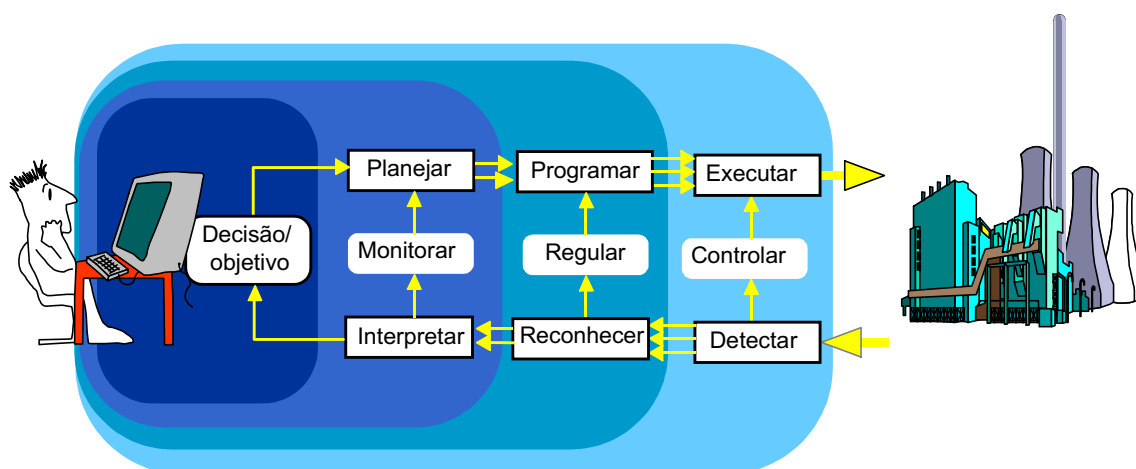 Planejar
Programar
Executar
Decisão/
objetivo
Monitorar
Regular
Controlar
Interpretar
Reconhecer
Detectar